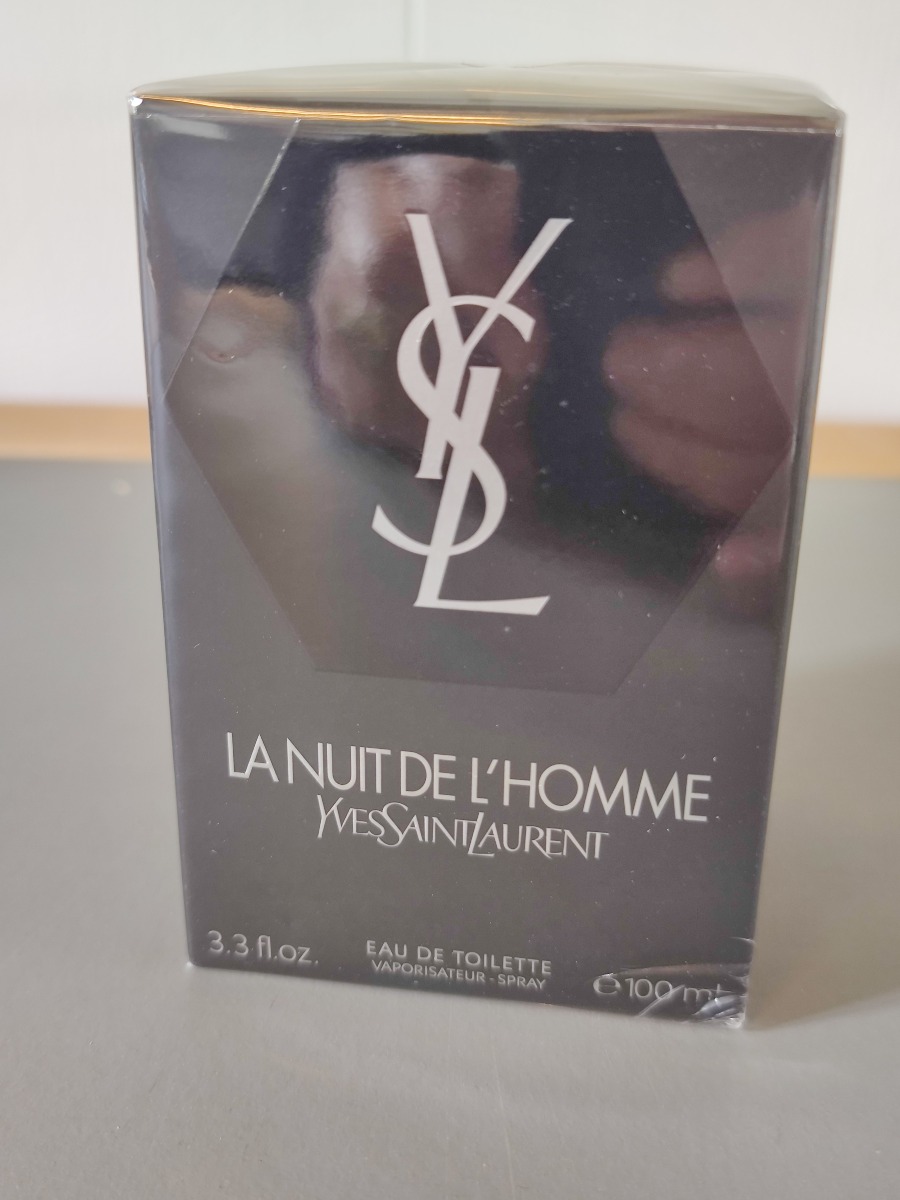 YSL
LA NUIT DE L'HOMME
YVESSAINTLAURENT
3.3 fl.oz.
EAU DE TOILETTE
VAPORISATEUR - SPRAY
℮ 100 ml